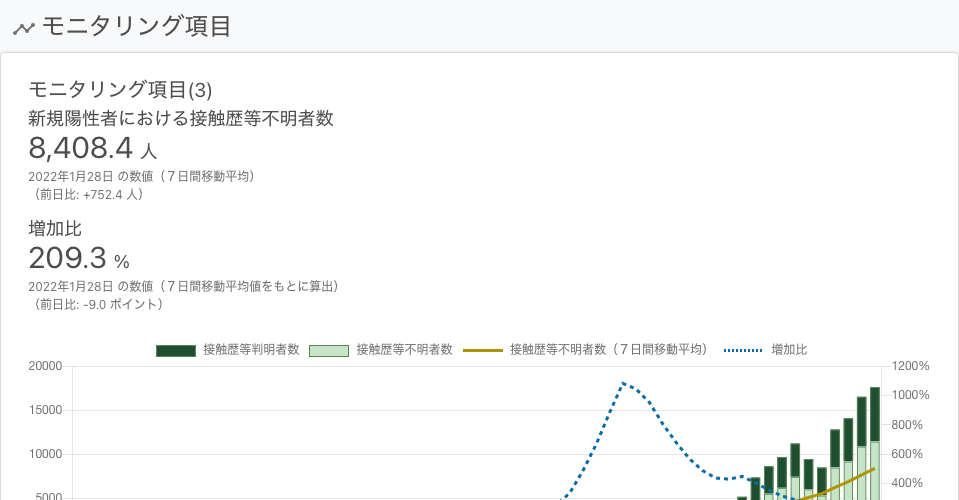 モニタリング項目
モニタリング項目(3)
新規陽性者における接触歴等不明者数
8,408.4 人
2022年1月28日 の数値（７日間移動平均）
（前日比: +752.4 人）
増加比
209.3 %
2022年1月28日 の数値（７日間移動平均値をもとに算出）
（前日比: -9.0 ポイント）
接触歴等判明者数 接触歴等不明者数 接触歴等不明者数（７日間移動平均） 増加比
20000 1200%
1000%
15000
800%
10000 600%
400%
5000